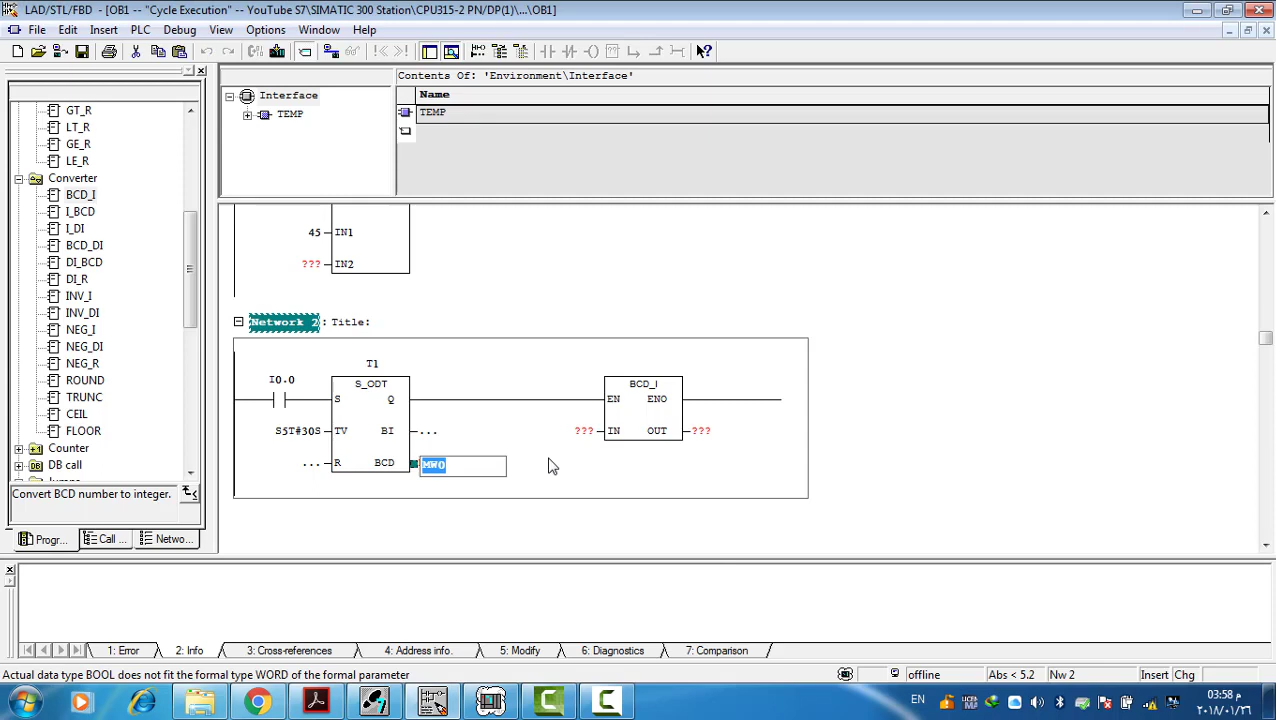 LAD/STL/FBD - [OB1 -- "Cycle Execution" -- YouTube S7\SIMATIC 300 Station\CPU315-2 PN/DP(1)\...\OB1]
File Edit Insert PLC Debug View Options Window Help
Contents Of: 'Environment\Interface'
Interface
TEMP
Name
TEMP
GT_R
LT_R
GE_R
LE_R
Converter
BCD_I
I_BCD
I_DI
BCD_DI
DI_BCD
DI_R
INV_I
INV_DI
NEG_I
NEG_DI
NEG_R
ROUND
TRUNC
CEIL
FLOOR
Counter
DB call
Convert BCD number to integer.
Progr... Call ... Netwo...
45 IN1
??? IN2
Network 2 : Title:
T1
I0.0 S_ODT BCD_I
S Q EN ENO
S5T#30S TV BI ... ??? IN OUT ???
... R BCD MW0
1: Error 2: Info 3: Cross-references 4: Address info. 5: Modify 6: Diagnostics 7: Comparison
Actual data type BOOL does not fit the formal type WORD of the formal parameter
offline Abs < 5.2 Nw 2 Insert Chg
EN
03:58 م
٢٠١٨/٠١/٢٦